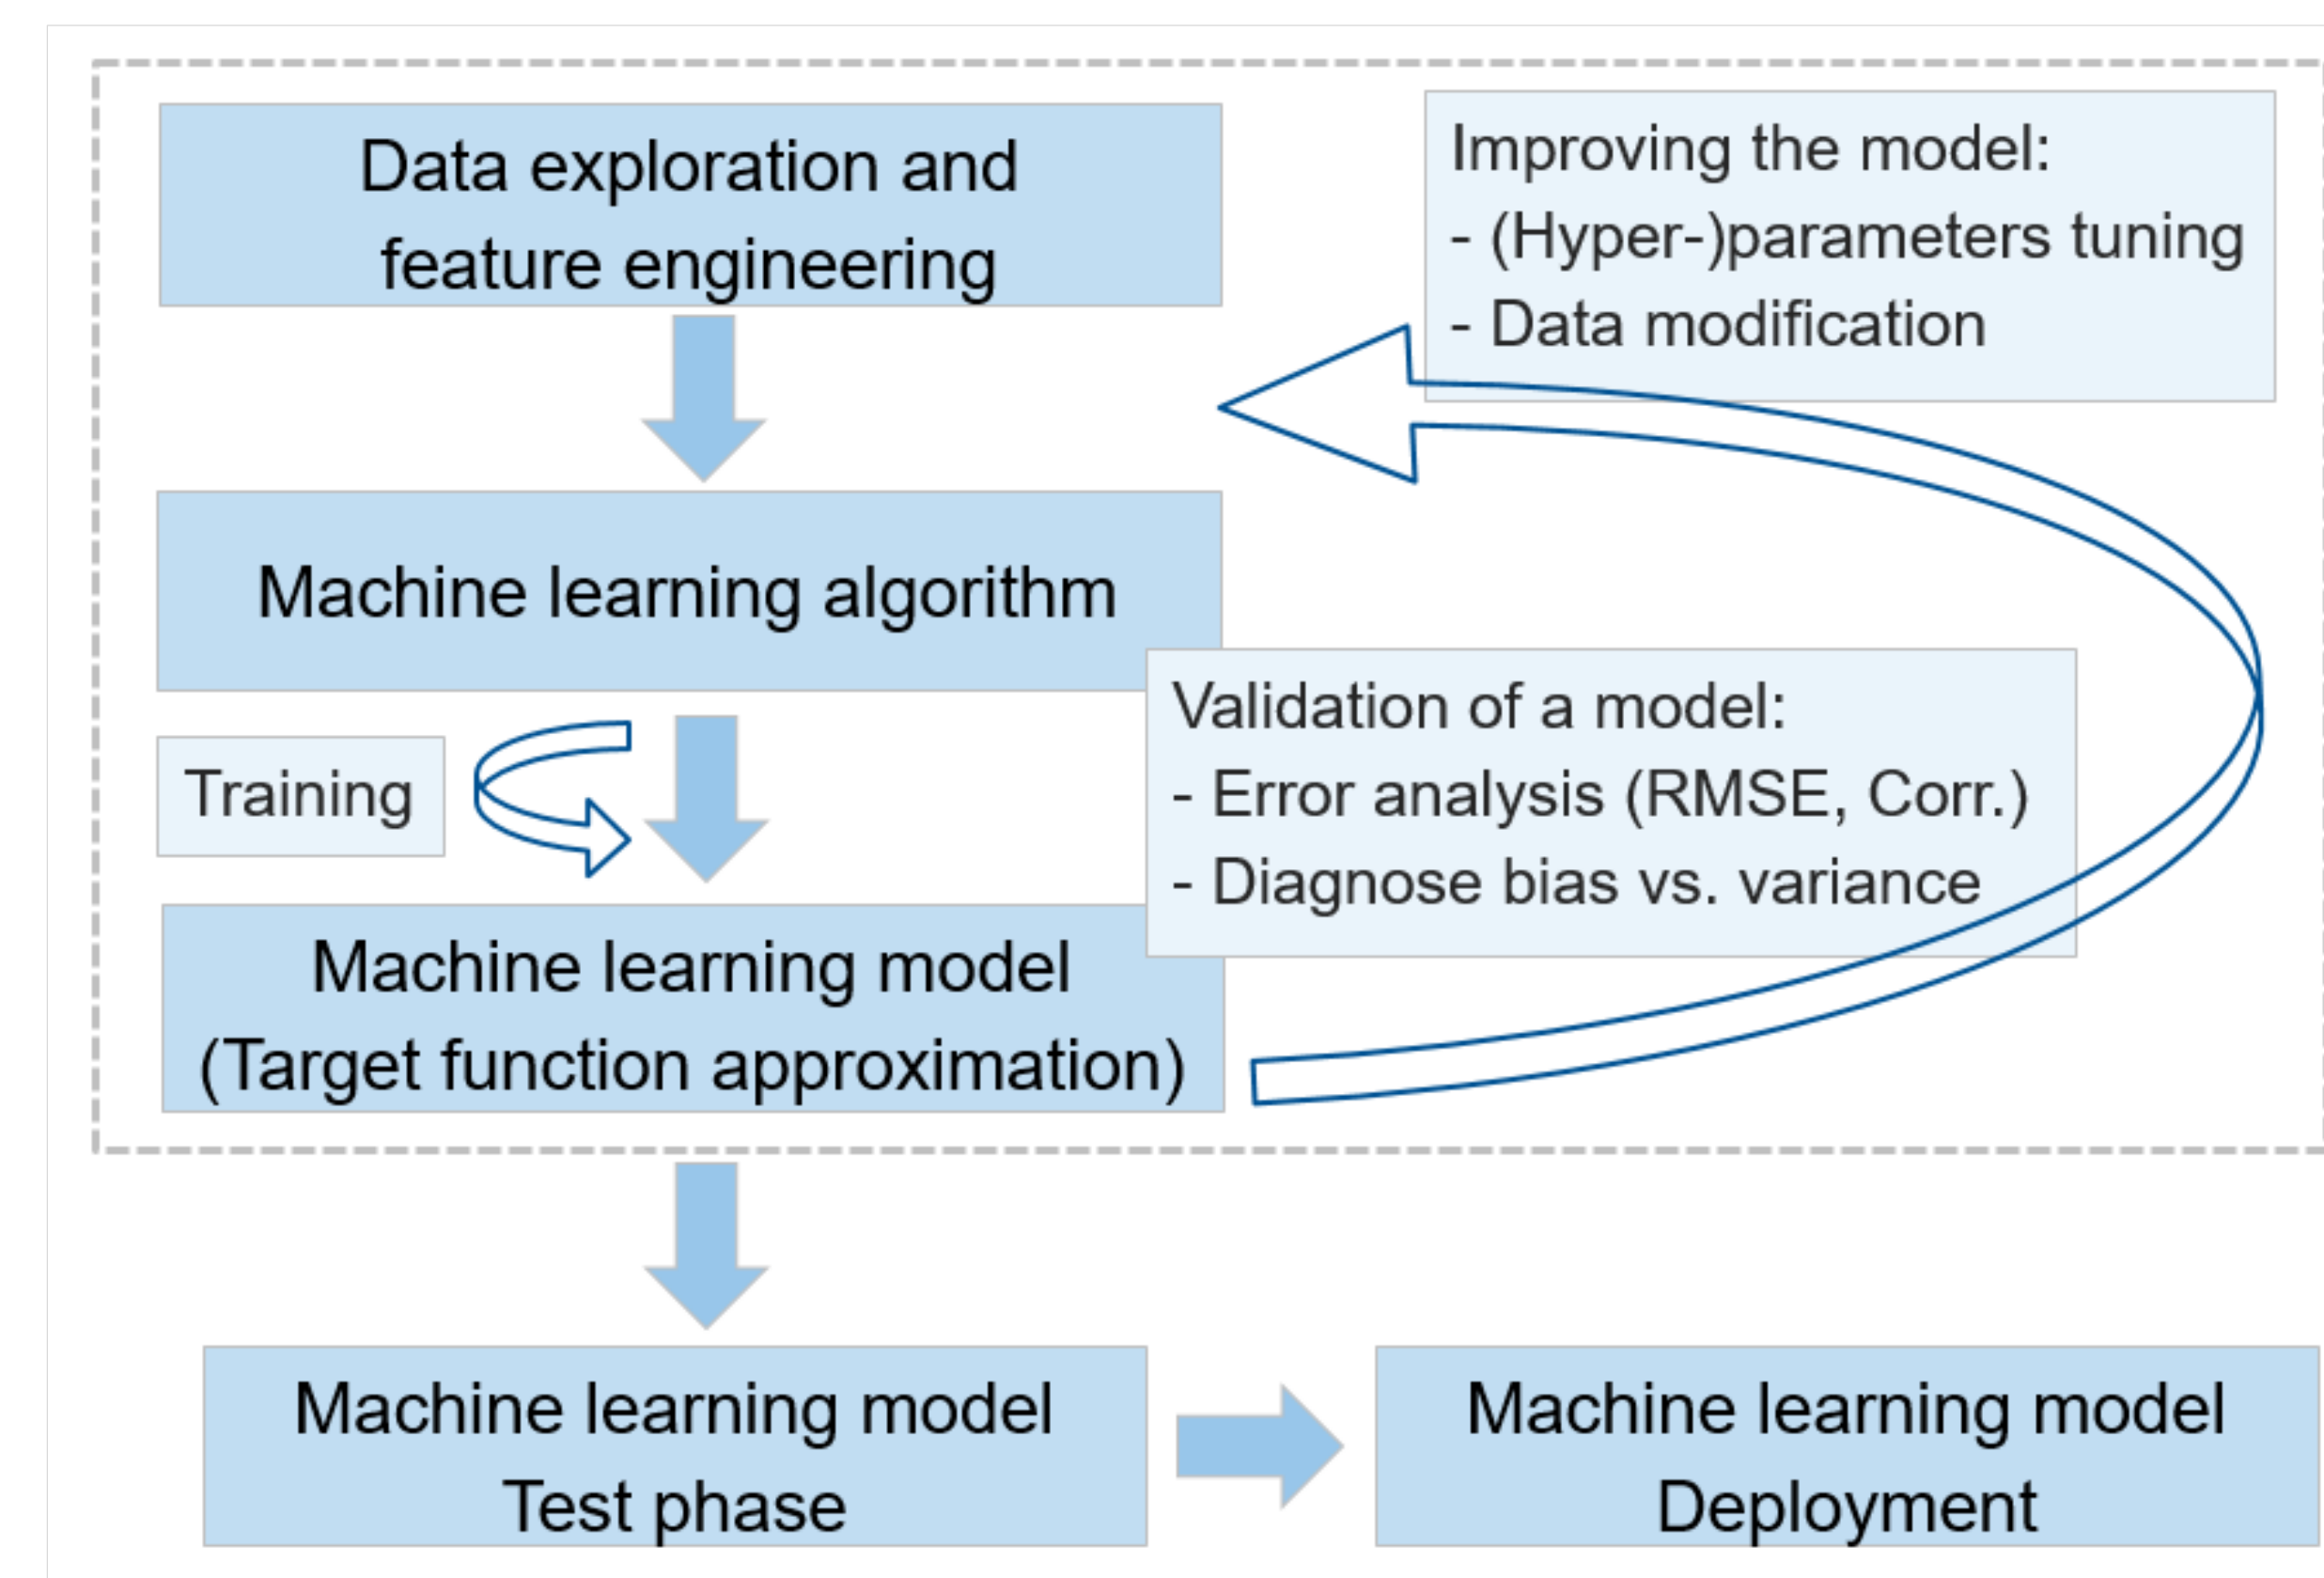 Data exploration and
feature engineering
Improving the model:
- (Hyper-)parameters tuning
- Data modification
Machine learning algorithm
Validation of a model:
- Error analysis (RMSE, Corr.)
- Diagnose bias vs. variance
Training
Machine learning model
(Target function approximation)
Machine learning model
Test phase
Machine learning model
Deployment